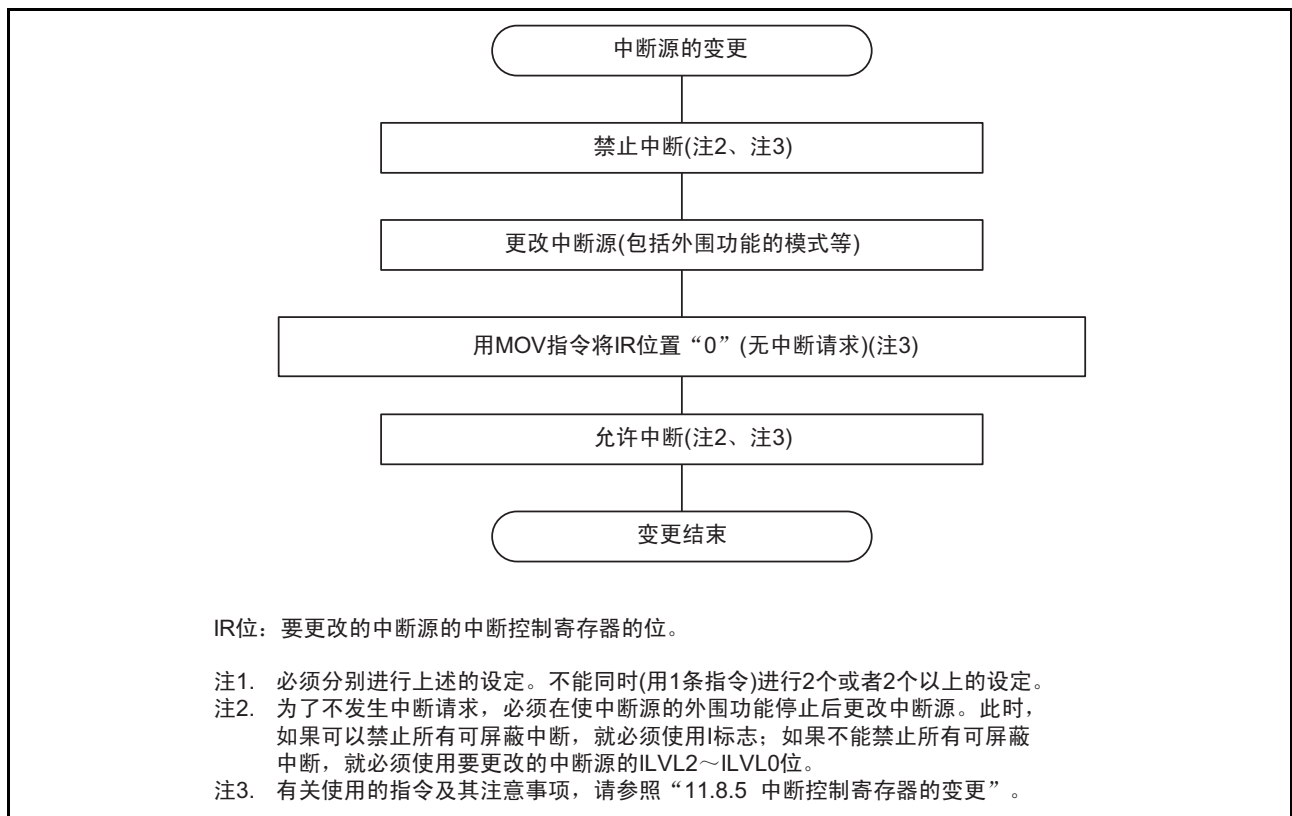 中断源的变更
禁止中断(注2、注3)
更改中断源(包括外围功能的模式等)
用MOV指令将IR位置“0”(无中断请求)(注3)
允许中断(注2、注3)
变更结束
IR位：要更改的中断源的中断控制寄存器的位。
注1. 必须分别进行上述的设定。不能同时(用1条指令)进行2个或者2个以上的设定。
注2. 为了不发生中断请求，必须在使中断源的外围功能停止后更改中断源。此时，
如果可以禁止所有可屏蔽中断，就必须使用I标志；如果不能禁止所有可屏蔽
中断，就必须使用要更改的中断源的ILVL2～ILVL0位。
注3. 有关使用的指令及其注意事项，请参照“11.8.5 中断控制寄存器的变更”。